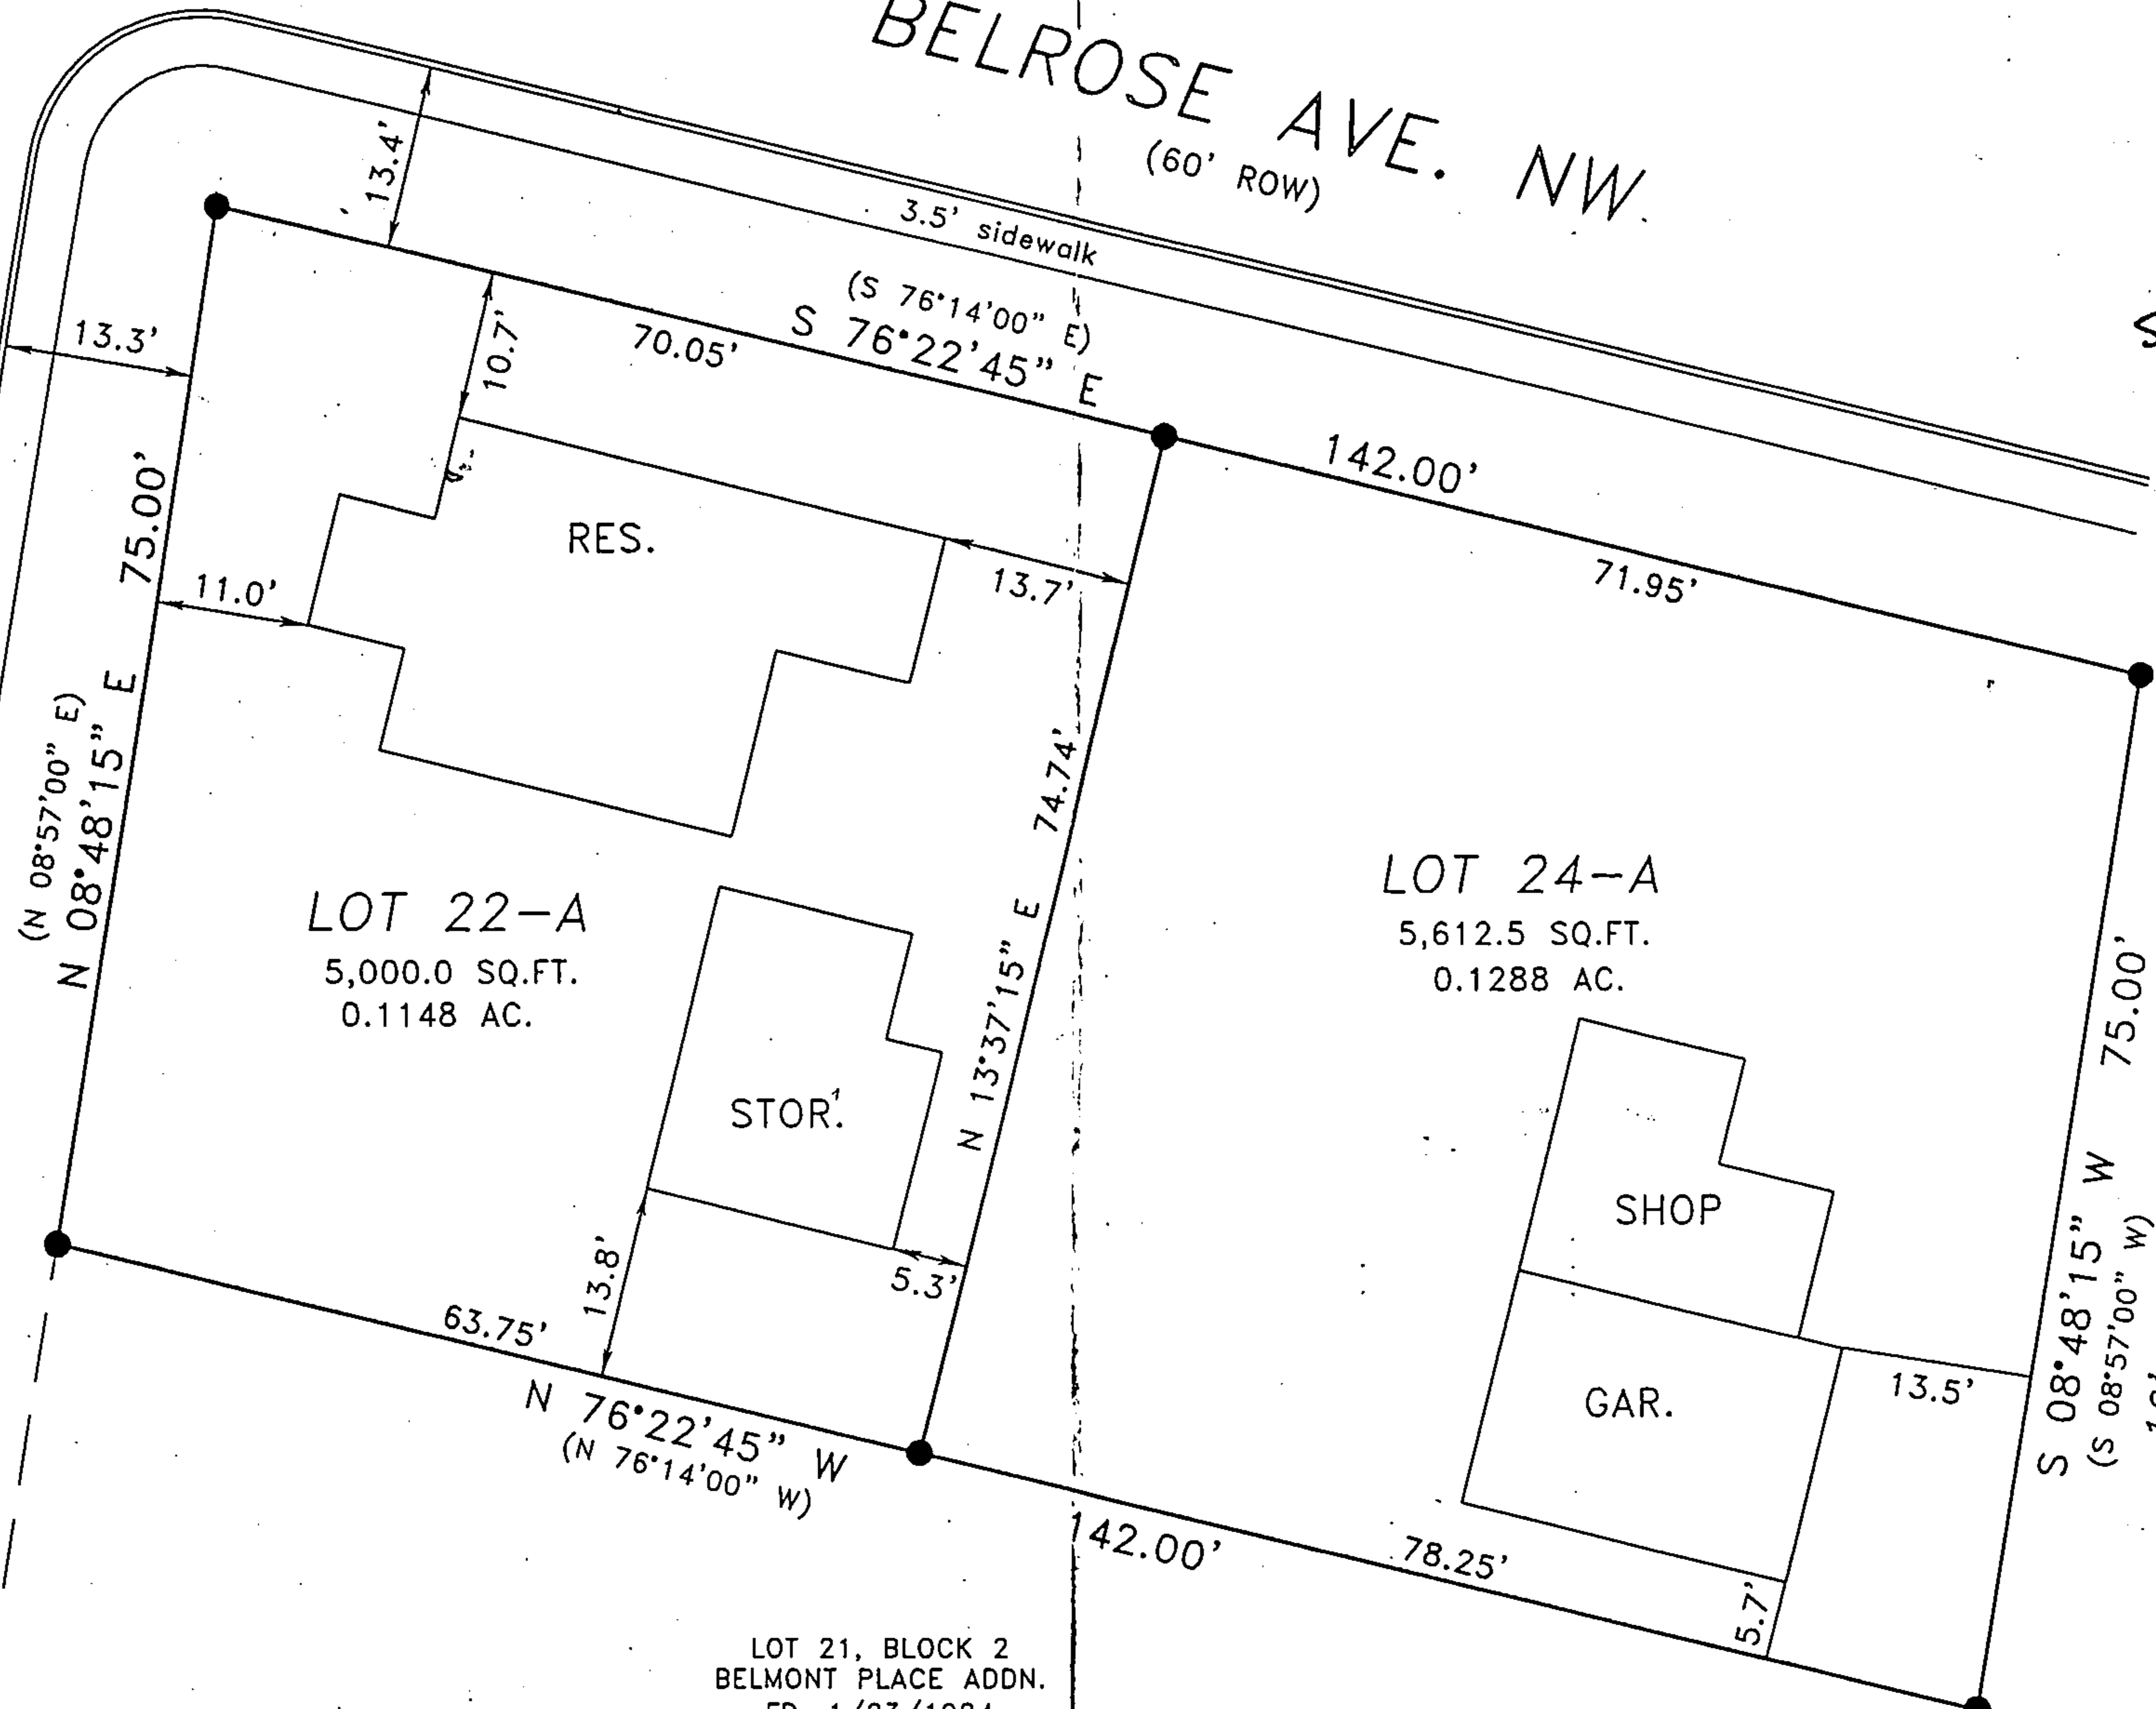 BELROSE AVE. NW.
(60' ROW)
13.4'
3.5' sidewalk
(S 76°14'00" E)
S 76°22'45" E
70.05'
13.3'
10.7'
142.00'
75.00'
RES.
13.7'
71.95'
11.0'
N 08°48'15" E
(N 08°57'00" E)
74.74'
N 13°37'15" E
LOT 22-A
5,000.0 SQ.FT.
0.1148 AC.
LOT 24-A
5,612.5 SQ.FT.
0.1288 AC.
75.00'
S 08°48'15" W
(S 08°57'00" W)
STOR.
SHOP
13.8'
5.3'
63.75'
GAR.
13.5'
N 76°22'45" W
(N 76°14'00" W)
142.00'
78.25'
5.7'
LOT 21, BLOCK 2
BELMONT PLACE ADDN.